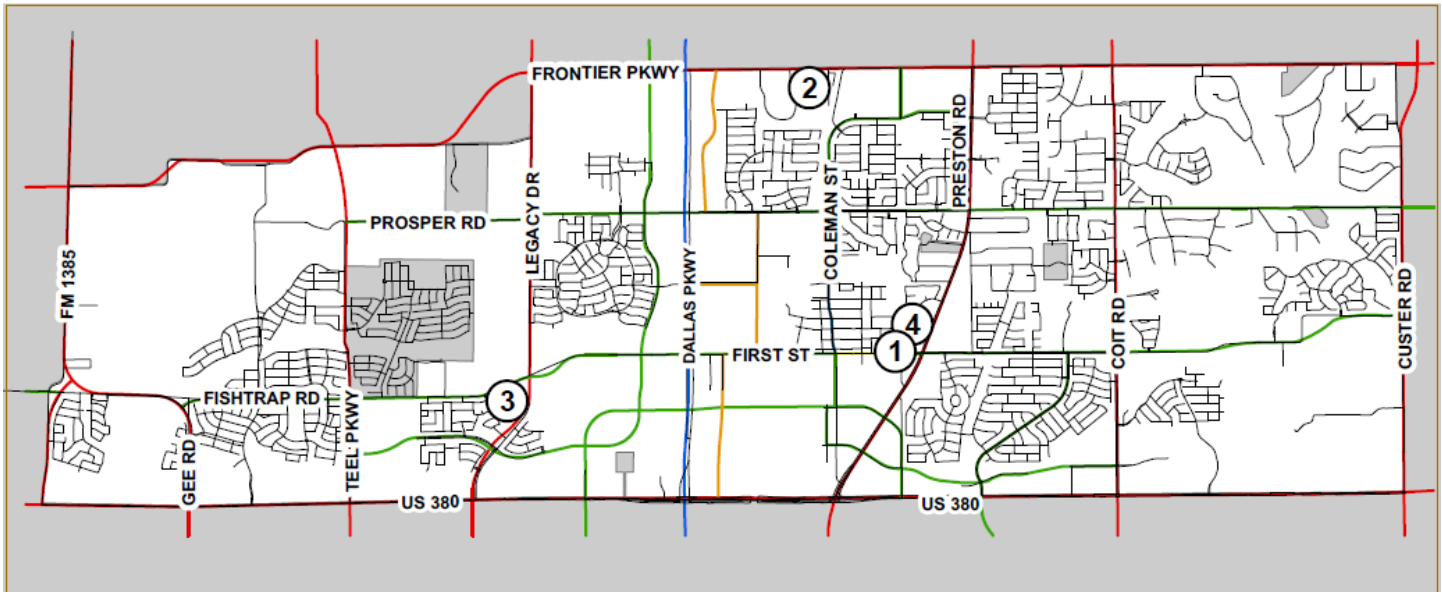 FRONTIER PKWY
2
PRESTON RD
COLEMAN ST
LEGACY DR
PROSPER RD
FM 1385
DALLAS PKWY
COIT RD
CUSTER RD
4
1
FIRST ST
FISHTRAP RD
3
TEEL PKWY
GEE RD
US 380
US 380